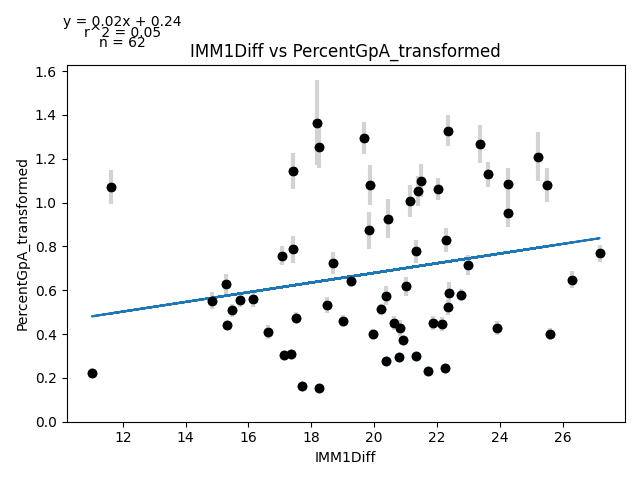 y = 0.02x + 0.24
r^2 = 0.05
n = 62
IMM1Diff vs PercentGpA_transformed
1.6
1.4
1.2
1.0
0.8
0.6
0.4
0.2
0.0
PercentGpA_transformed
12 14 16 18 20 22 24 26
IMM1Diff